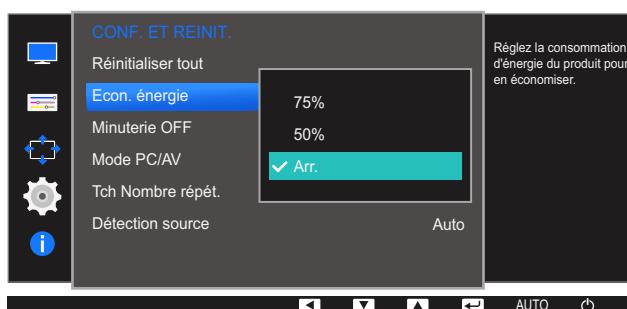 CONF. ET REINIT.
Réinitialiser tout
Econ. énergie
Minuterie OFF
Mode PC/AV
Tch Nombre répét.
Détection source
Auto
75%
50%
Arr.
Réglez la consommation
d'énergie du produit pour
en économiser.
AUTO